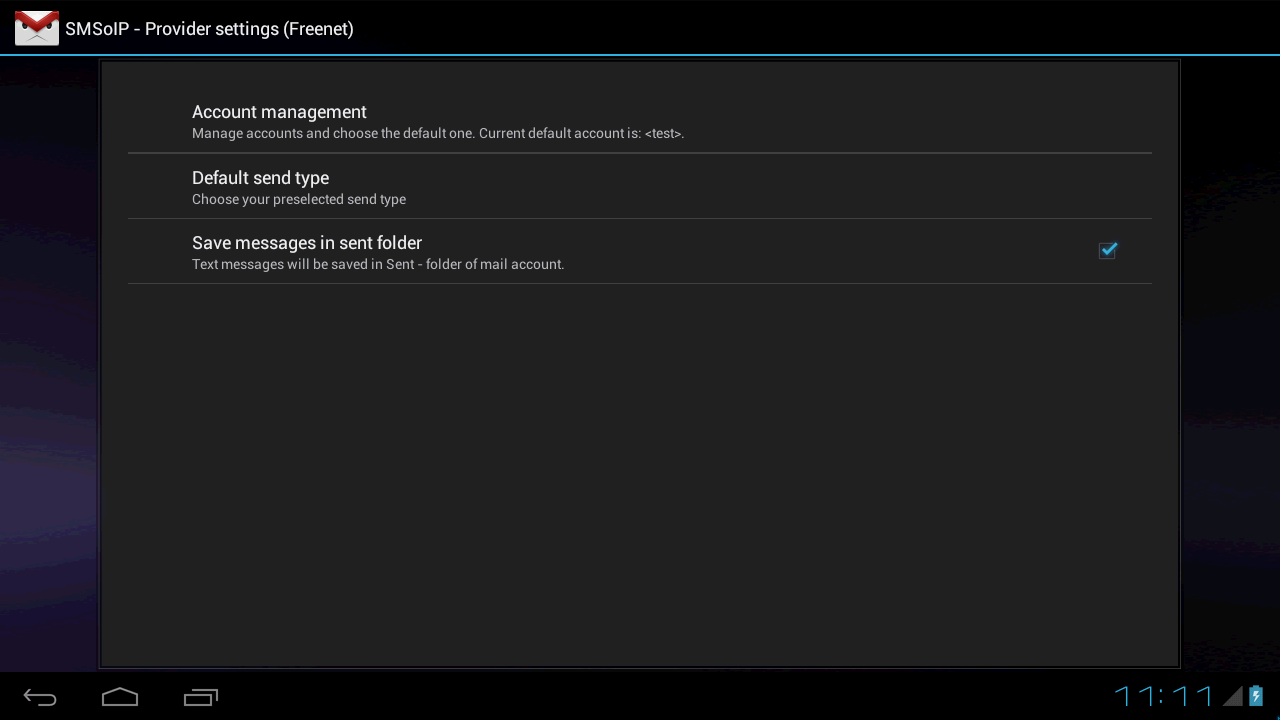 SMSoIP - Provider settings (Freenet)
Account management
Manage accounts and choose the default one. Current default account is: <test>.
Default send type
Choose your preselected send type
Save messages in sent folder
Text messages will be saved in Sent - folder of mail account.
11:11